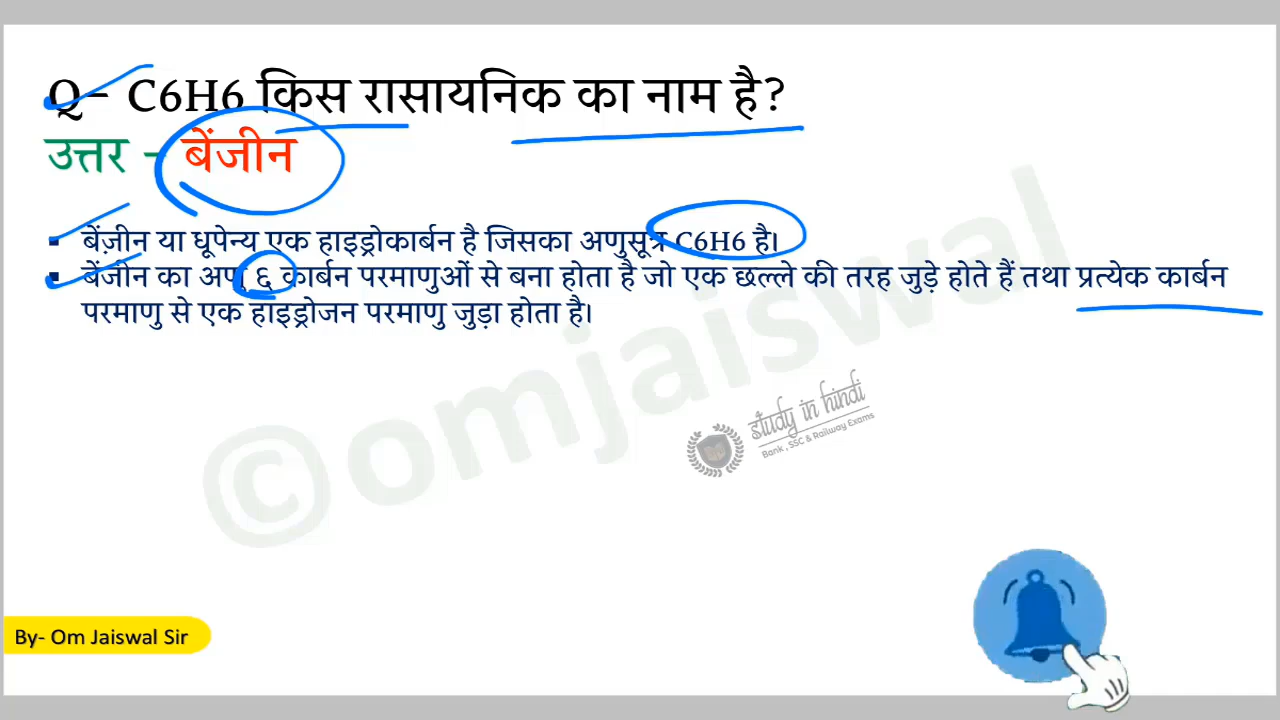 Q– C6H6 किस रासायनिक का नाम है?
उत्तर – बेंजीन
▪ बेंज़ीन या धूपेन्य एक हाइड्रोकार्बन है जिसका अणुसूत्र C6H6 है।
▪ बेंजीन का अणु ६ कार्बन परमाणुओं से बना होता है जो एक छल्ले की तरह जुड़े होते हैं तथा प्रत्येक कार्बन
परमाणु से एक हाइड्रोजन परमाणु जुड़ा होता है।
©omjaiswal
study in hindi
Bank , SSC & Railway Exams
By- Om Jaiswal Sir